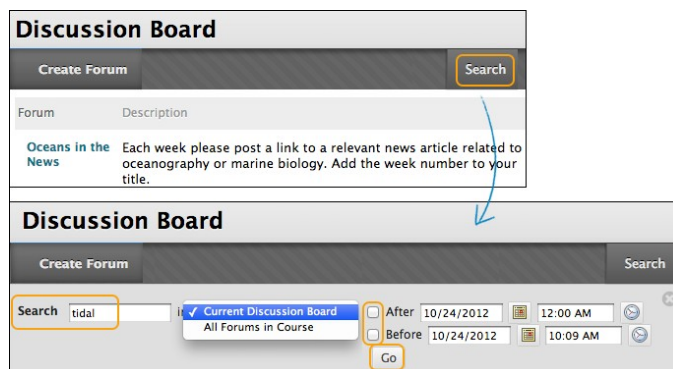 Discussion Board
Create Forum Search
Forum Description
Oceans in the News Each week please post a link to a relevant news article related to
oceanography or marine biology. Add the week number to your
title.
Discussion Board
Create Forum Search
Search tidal in ✓ Current Discussion Board After 10/24/2012 12:00 AM
All Forums in Course Before 10/24/2012 10:09 AM
Go